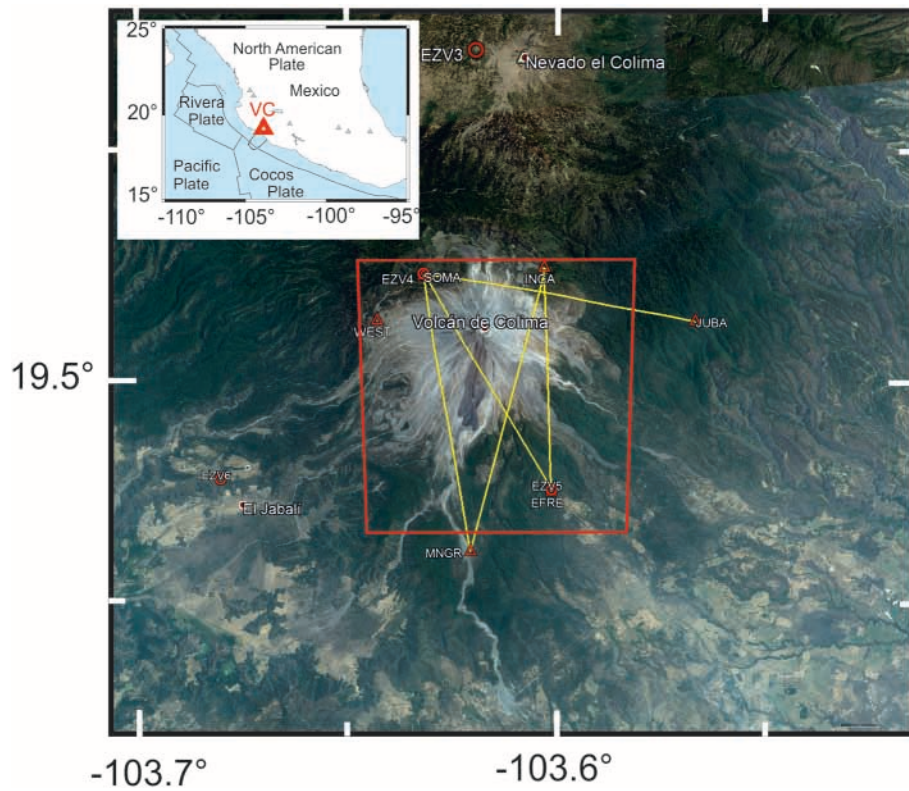 25°
20°
15°
-110°
-105°
-100°
-95°
North American
Plate
Mexico
Rivera
Plate
VC
Pacific
Plate
Cocos
Plate
EZV3
Nevado el Colima
EZV4
SOMA
INCA
WEST
Volcán de Colima
JUBA
19.5°
EZV6
El Jabalí
EZV5
EFRE
MNGR
-103.7°
-103.6°